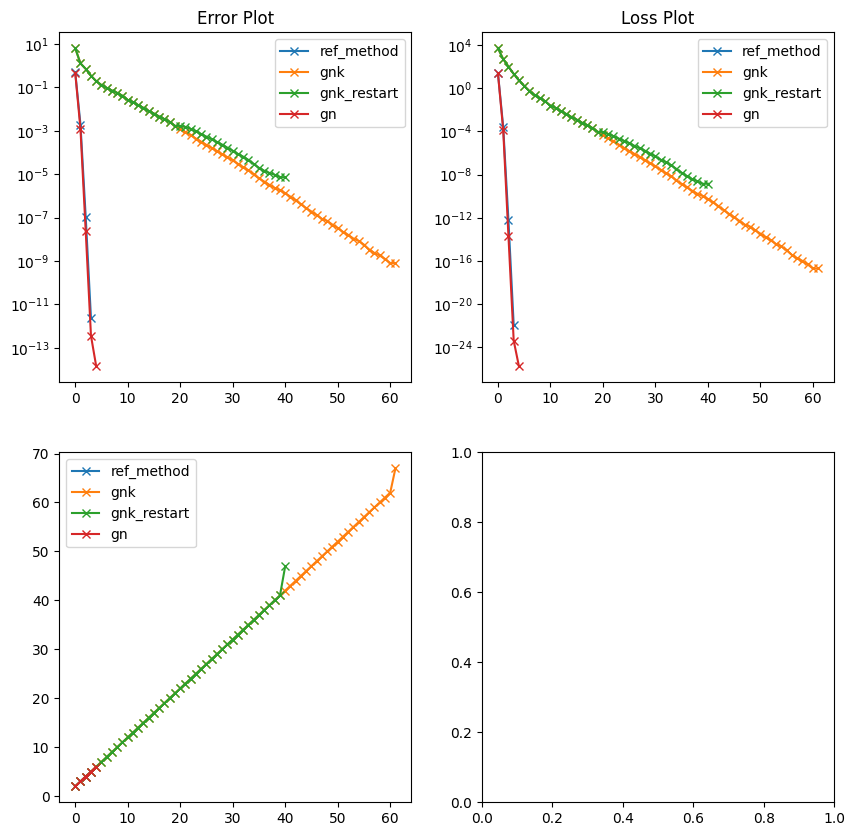 Error Plot
10^1
10^-1
10^-3
10^-5
10^-7
10^-9
10^-11
10^-13
0 10 20 30 40 50 60
ref_method
gnk
gnk_restart
gn
Loss Plot
10^4
10^0
10^-4
10^-8
10^-12
10^-16
10^-20
10^-24
0 10 20 30 40 50 60
ref_method
gnk
gnk_restart
gn
70
60
50
40
30
20
10
0
0 10 20 30 40 50 60
ref_method
gnk
gnk_restart
gn
1.0
0.8
0.6
0.4
0.2
0.0
0.0 0.2 0.4 0.6 0.8 1.0